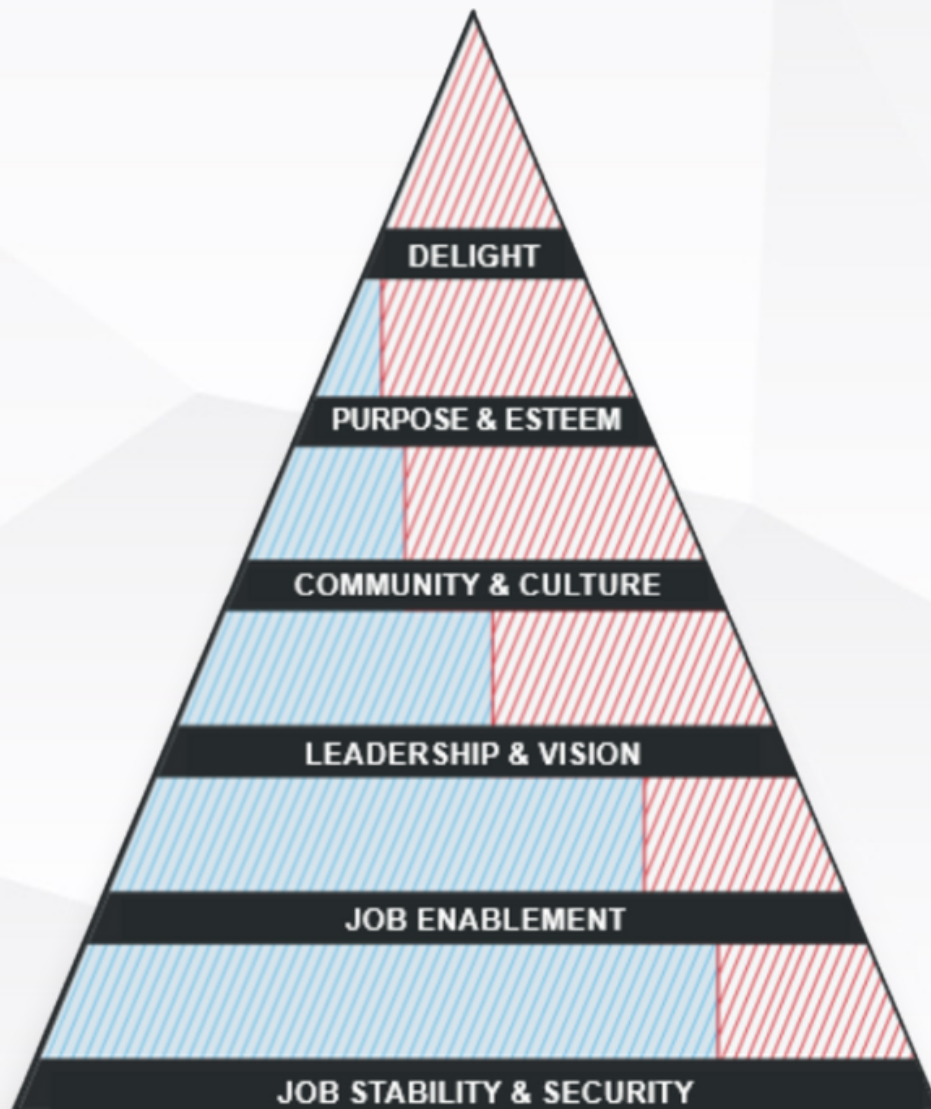 DELIGHT
PURPOSE & ESTEEM
COMMUNITY & CULTURE
LEADERSHIP & VISION
JOB ENABLEMENT
JOB STABILITY & SECURITY